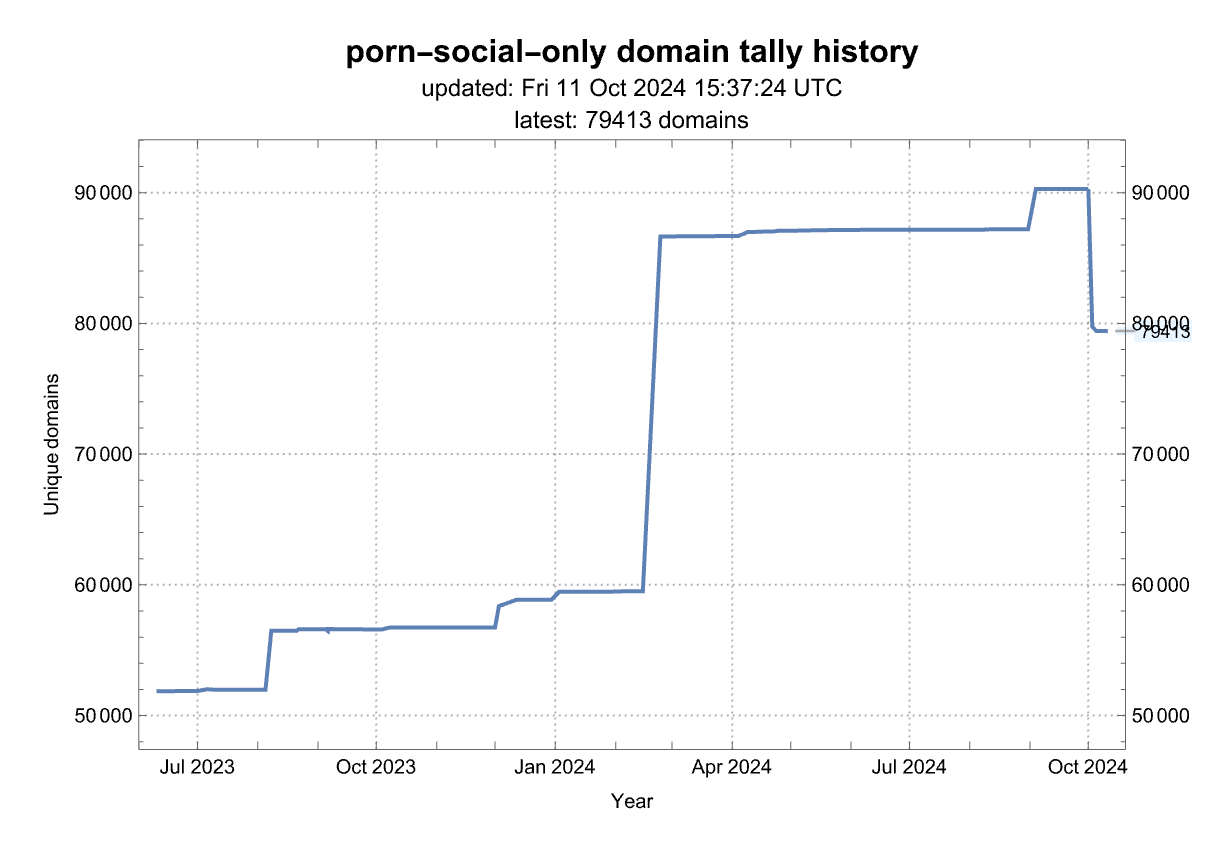 porn-social-only domain tally history
updated: Fri 11 Oct 2024 15:37:24 UTC
latest: 79413 domains
90 000 90 000
80 000 80 000
79413
70 000 70 000
60 000 60 000
50 000 50 000
Unique domains
Jul 2023 Oct 2023 Jan 2024 Apr 2024 Jul 2024 Oct 2024
Year